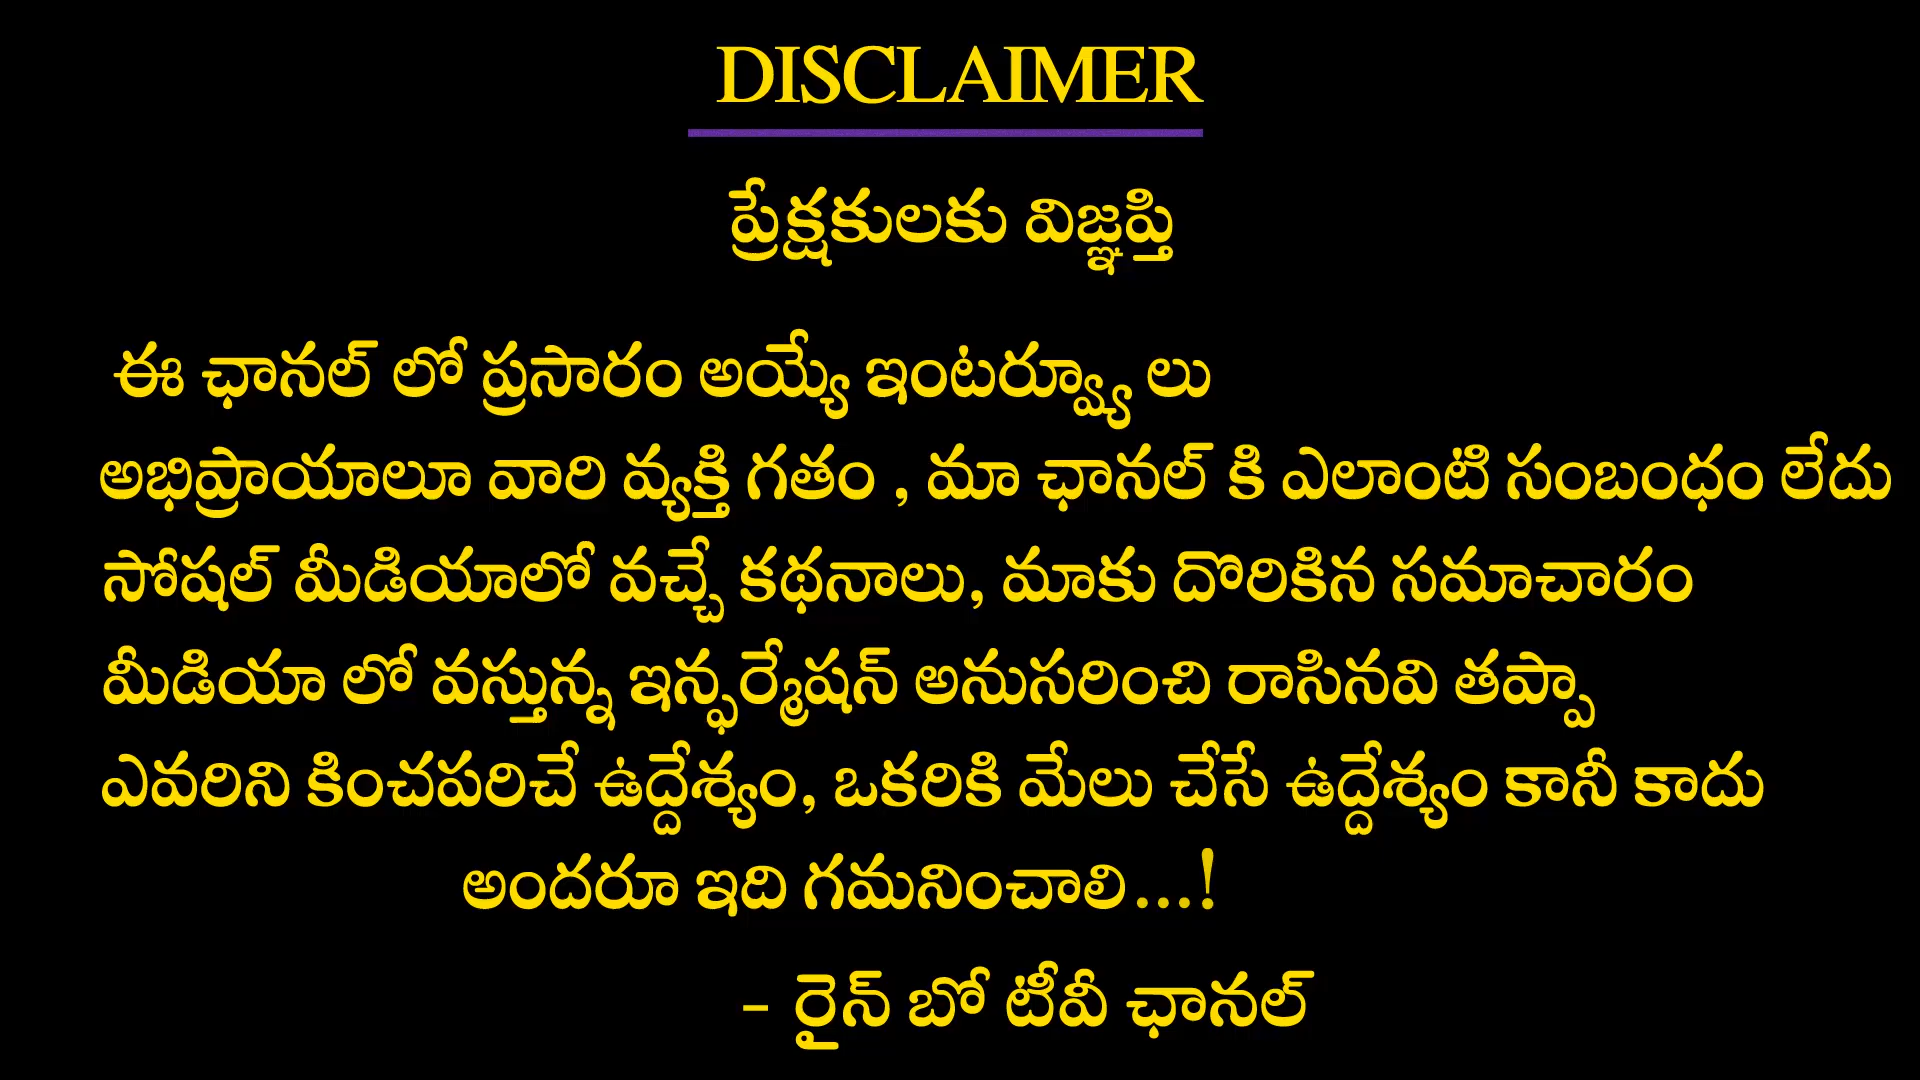 DISCLAIMER
ప్రేక్షకులకు విజ్ఞప్తి
ఈ ఛానల్ లో ప్రసారం అయ్యే ఇంటర్వ్యూ లు
అభిప్రాయాలూ వారి వ్యక్తి గతం , మా ఛానల్ కి ఎలాంటి సంబంధం లేదు
సోషల్ మీడియాలో వచ్చే కథనాలు, మాకు దొరికిన సమాచారం
మీడియా లో వస్తున్న ఇన్ఫర్మేషన్ అనుసరించి రాసినవి తప్పా
ఎవరిని కించపరిచే ఉద్దేశ్యం, ఒకరికి మేలు చేసే ఉద్దేశ్యం కానీ కాదు
అందరూ ఇది గమనించాలి...!
- రైన్ బో టీవీ ఛానల్